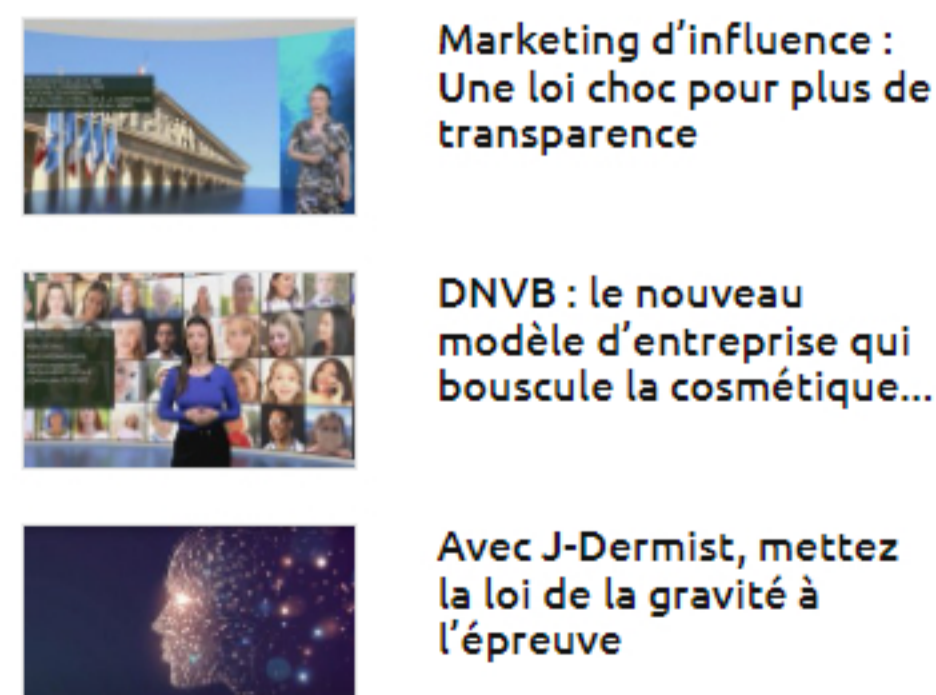 Marketing d’influence :
Une loi choc pour plus de
transparence
DNVB : le nouveau
modèle d’entreprise qui
bouscule la cosmétique...
Avec J-Dermist, mettez
la loi de la gravité à
l’épreuve